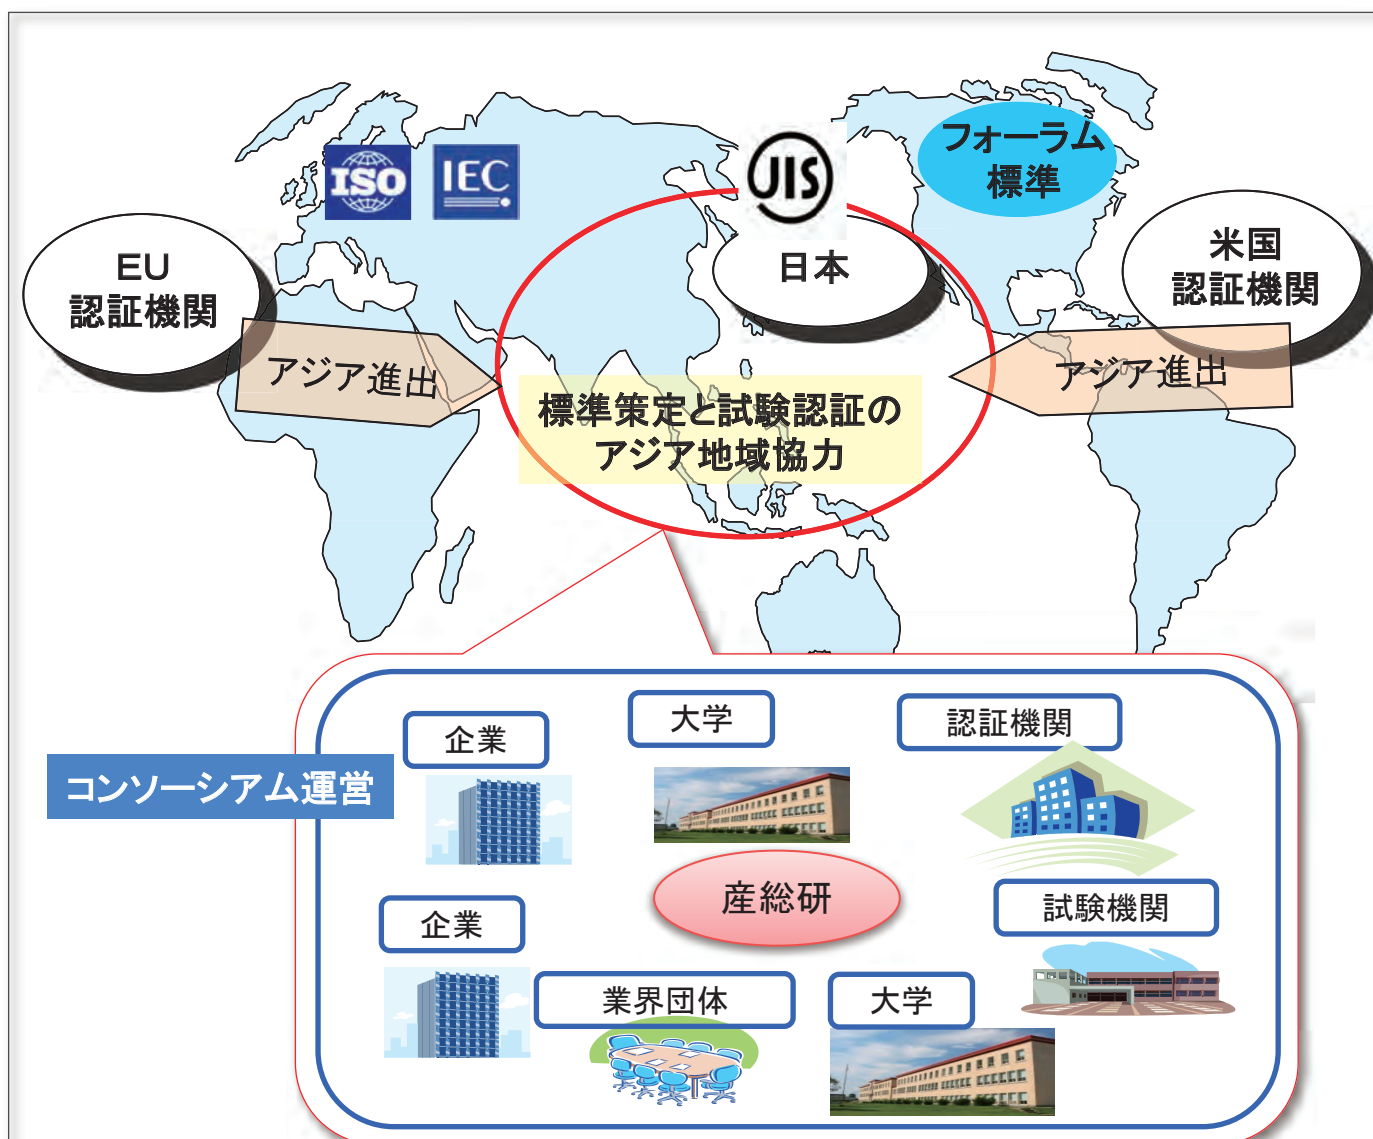 フォーラム
標準
ISO
IEC
JIS
EU
認証機関
日本
米国
認証機関
アジア進出
アジア進出
標準策定と試験認証の
アジア地域協力
コンソーシアム運営
企業
大学
認証機関
産総研
企業
試験機関
業界団体
大学